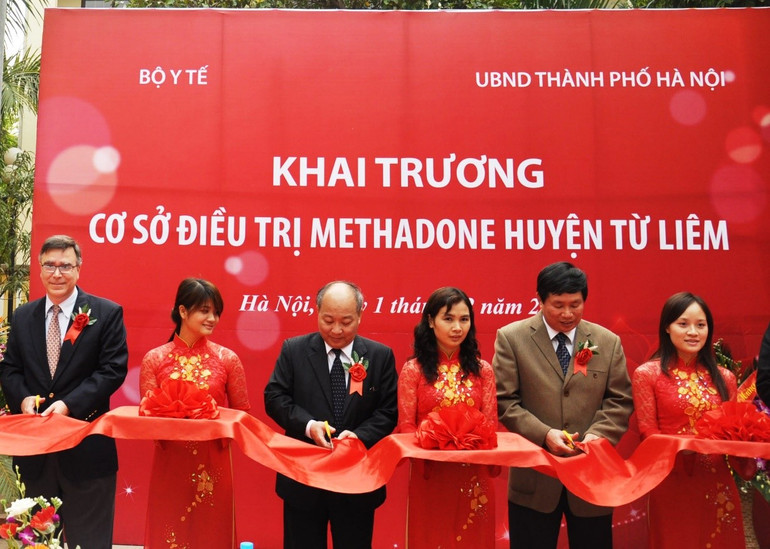 BỘ Y TẾ
UBND THÀNH PHỐ HÀ NỘI
KHAI TRƯƠNG
CƠ SỞ ĐIỀU TRỊ METHADONE HUYỆN TỪ LIÊM
Hà Nội, 1 năm